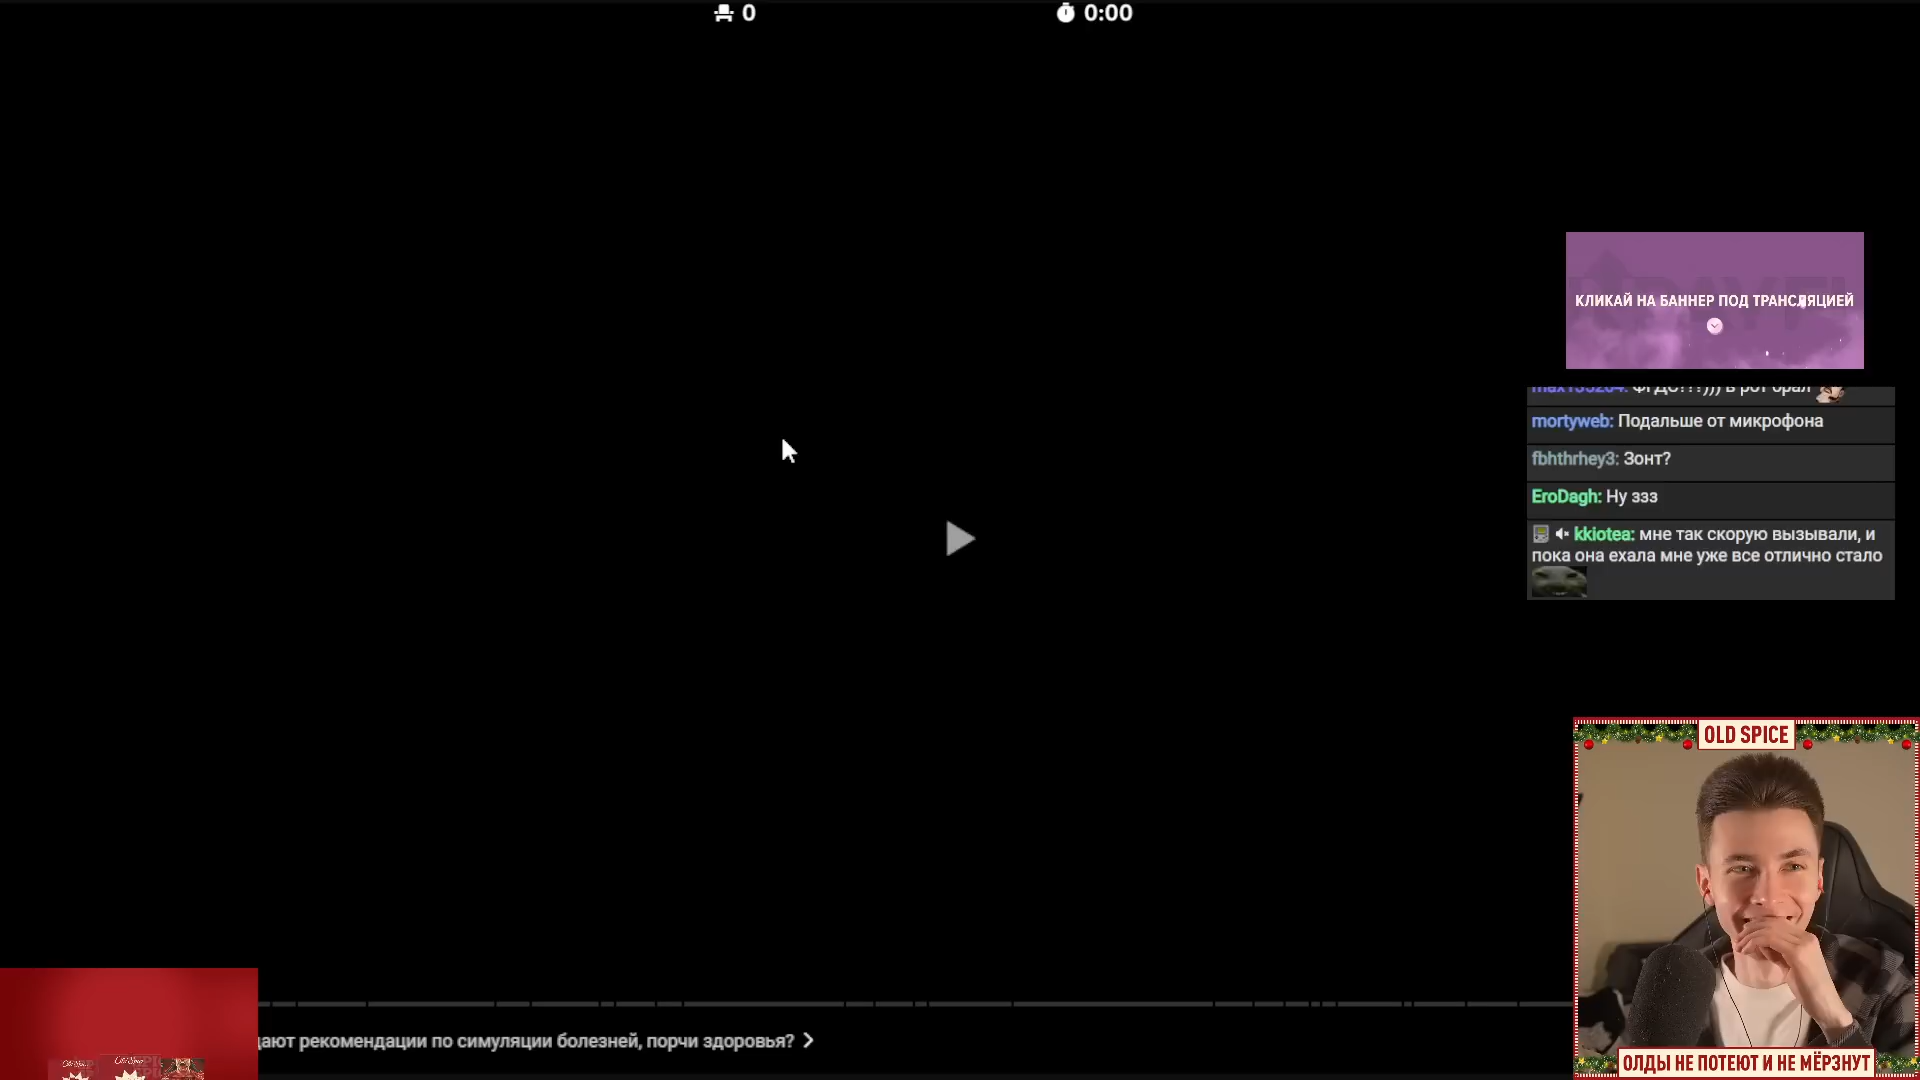 0
0:00
КЛИКАЙ НА БАННЕР ПОД ТРАНСЛЯЦИЕЙ
mortyweb: Подальше от микрофона
fbhthrhey3: Зонт?
EroDagh: Ну ззз
kkiotea: мне так скорую вызывали, и
пока она ехала мне уже все отлично стало
OLD SPICE
рекомендации по симуляции болезней, порчи здоровья?
ОЛДЫ НЕ ПОТЕЮТ И НЕ МЁРЗНУТ